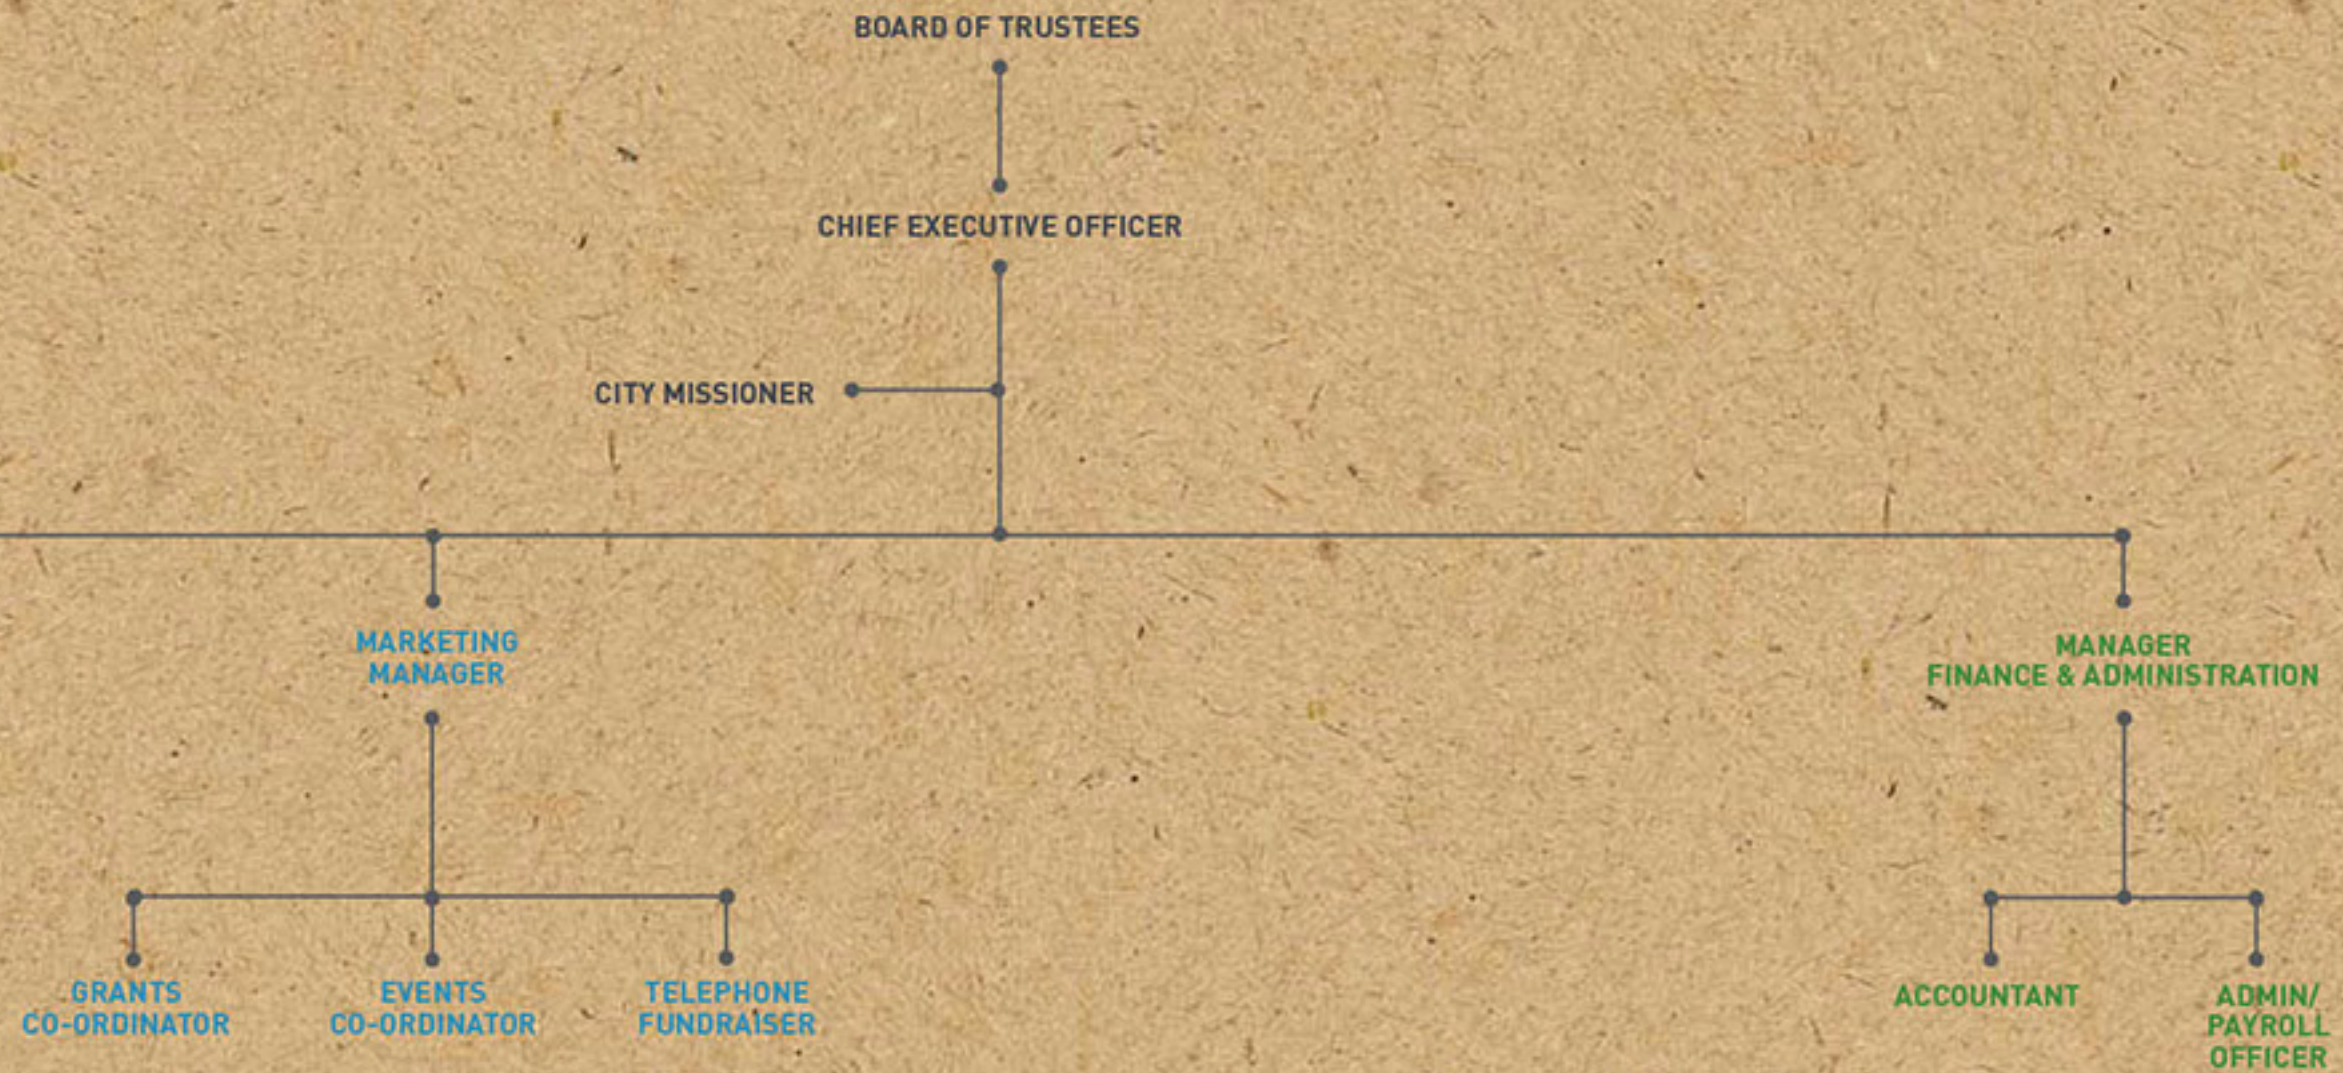 BOARD OF TRUSTEES
CHIEF EXECUTIVE OFFICER
CITY MISSIONER
MARKETING
MANAGER
MANAGER
FINANCE & ADMINISTRATION
GRANTS
CO-ORDINATOR
EVENTS
CO-ORDINATOR
TELEPHONE
FUNDRAISER
ACCOUNTANT
ADMIN/
PAYROLL
OFFICER